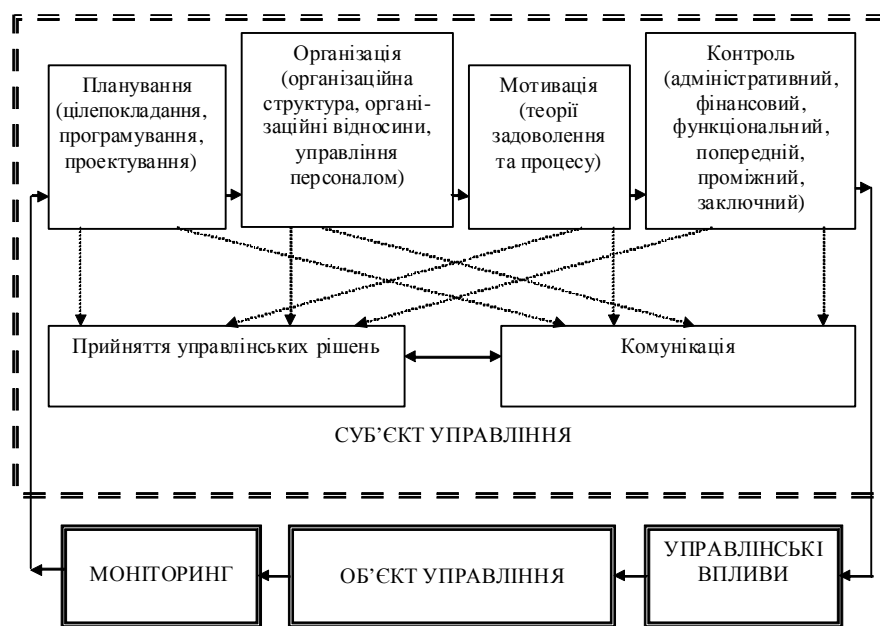 Планування
(цілепокладання,
програмування,
проектування)
Організація
(організаційна
структура, органі-
заційні відносини,
управління
персоналом)
Мотивація
(теорії
задоволення
та процесу)
Контроль
(адміністративний,
фінансовий,
функціональний,
попередній,
проміжний,
заключний)
Прийняття управлінських рішень
Комунікація
СУБ’ЄКТ УПРАВЛІННЯ
МОНІТОРИНГ
ОБ’ЄКТ УПРАВЛІННЯ
УПРАВЛІНСЬКІ
ВПЛИВИ